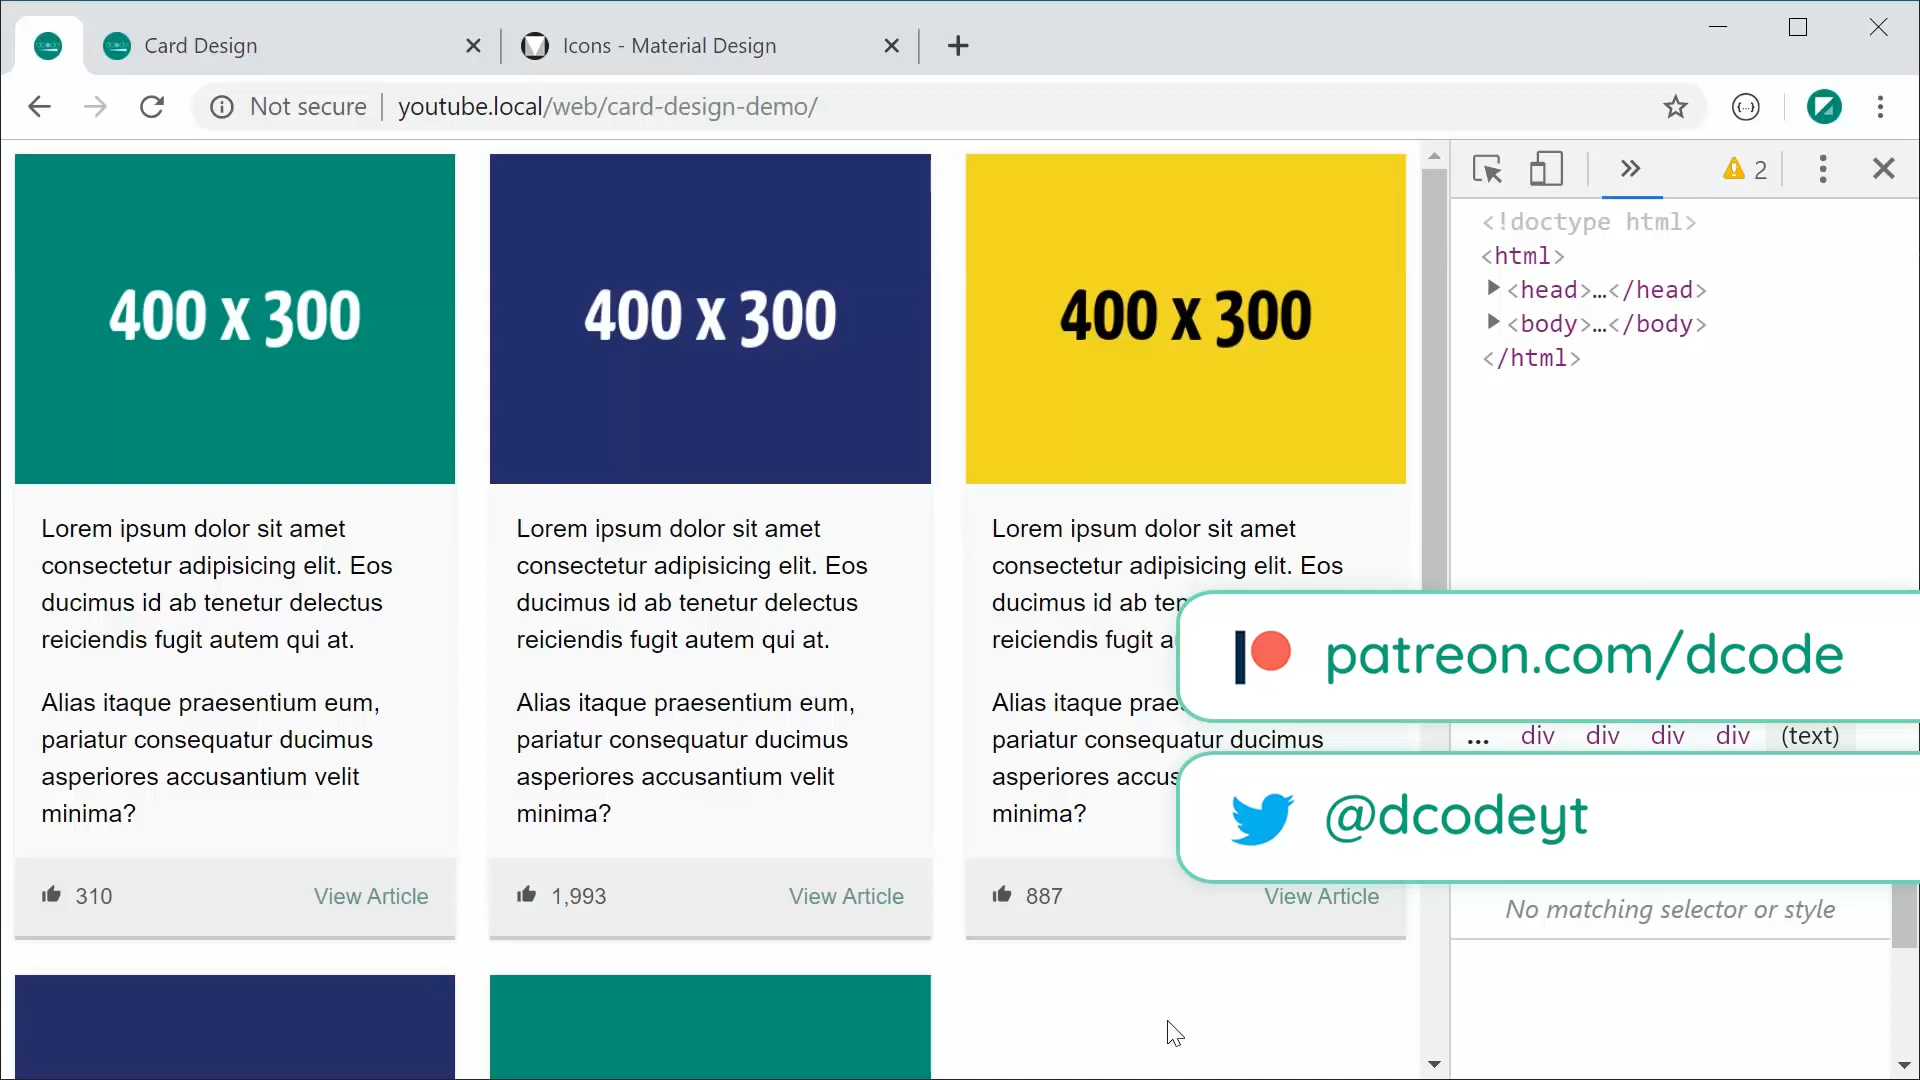 Card Design
Icons - Material Design
Not secure
youtube.local/web/card-design-demo/
400 x 300
Lorem ipsum dolor sit amet
consectetur adipisicing elit. Eos
ducimus id ab tenetur delectus
reiciendis fugit autem qui at.
Alias itaque praesentium eum,
pariatur consequatur ducimus
asperiores accusantium velit
minima?
310
View Article
400 x 300
Lorem ipsum dolor sit amet
consectetur adipisicing elit. Eos
ducimus id ab tenetur delectus
reiciendis fugit autem qui at.
Alias itaque praesentium eum,
pariatur consequatur ducimus
asperiores accusantium velit
minima?
1,993
View Article
400 x 300
Lorem ipsum dolor sit amet
consectetur adipisicing elit. Eos
ducimus id ab ten
reiciendis fugit a
Alias itaque prae
pariatur consequatur ducimus
asperiores accus
minima?
887
View Article
2
<!doctype html>
<html>
<head>…</head>
<body>…</body>
</html>
patreon.com/dcode
... div div div div (text)
@dcodeyt
No matching selector or style